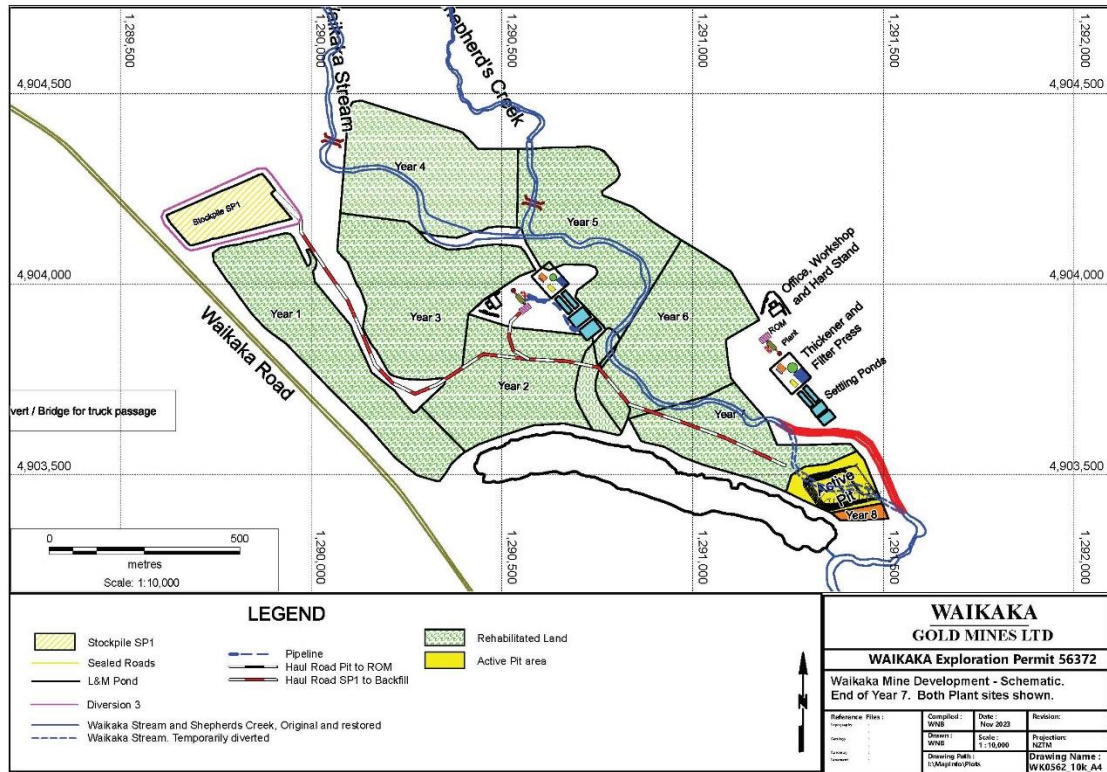 1,289,500
1,290,000
1,290,500
1,291,000
1,291,500
1,292,000
4,904,500
4,904,500
Waikaka Stream
hepherd's Creek
Year 4
Stockpile SP1
Year 5
4,904,000
4,904,000
Office, Workshop
and Hard Stand
ROM
Plant
Thickener and
Filter Press
Settling Ponds
Year 1
Year 3
Year 6
Waikaka Road
Year 2
Year 7
vert / Bridge for truck passage
4,903,500
4,903,500
Active
Pit
Year 8
0
500
metres
Scale: 1:10,000
1,290,000
1,290,500
1,291,000
1,291,500
1,292,000
LEGEND
Stockpile SP1
Sealed Roads
L&M Pond
Diversion 3
Waikaka Stream and Shepherds Creek, Original and restored
Waikaka Stream. Temporarily diverted
Pipeline
Haul Road Pit to ROM
Haul Road SP1 to Backfill
Rehabilitated Land
Active Pit area
N
WAIKAKA
GOLD MINES LTD
WAIKAKA Exploration Permit 56372
Waikaka Mine Development - Schematic.
End of Year 7. Both Plant sites shown.
Reference Files :
Compiled :
WNB
Date :
Nov 2023
Revision:
Drawn :
WNB
Scale :
1 : 10,000
Projection:
NZTM
Drawing Path :
I:\MapInfo\Plots
Drawing Name :
WK0562_10k_A4